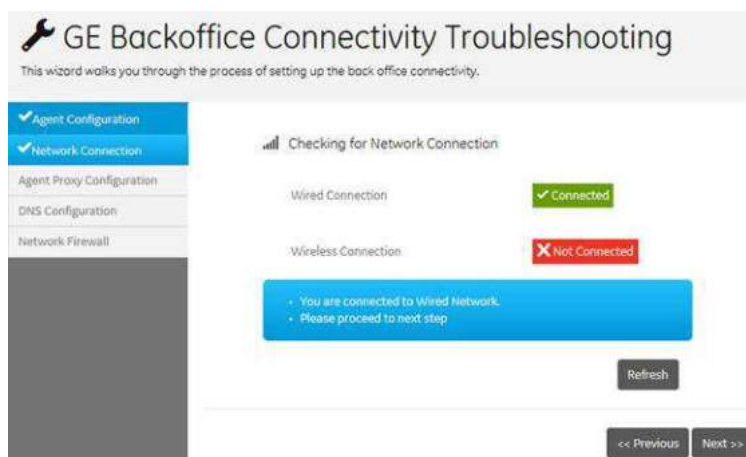 GE Backoffice Connectivity Troubleshooting
This wizard walks you through the process of setting up the back office connectivity.
Agent Configuration
Network Connection
Agent Proxy Configuration
DNS Configuration
Network Firewall
Checking for Network Connection
Wired Connection
Connected
Wireless Connection
Not Connected
• You are connected to Wired Network.
• Please proceed to next step
Refresh
<< Previous
Next >>